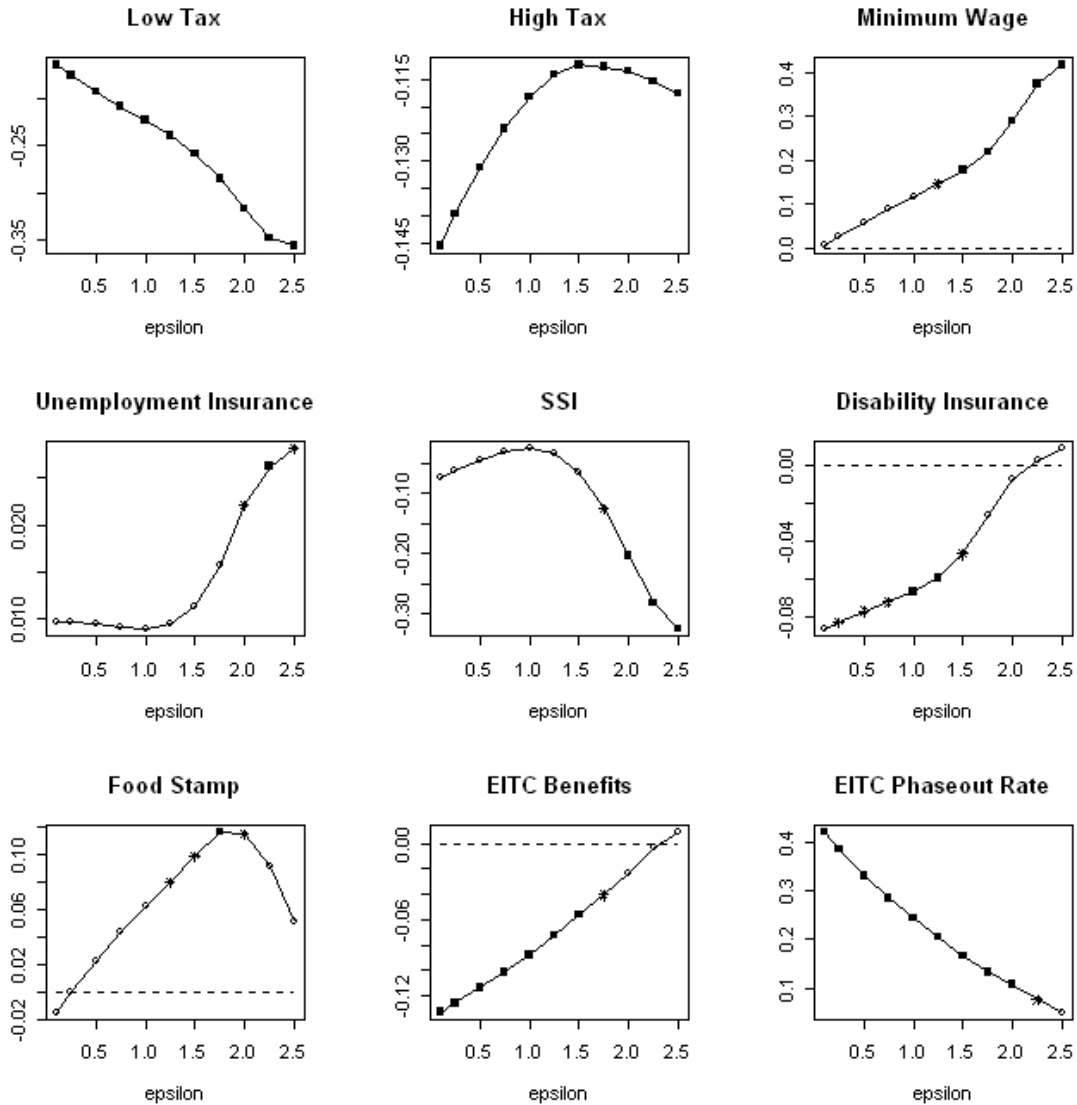 Low Tax
High Tax
Minimum Wage
-0.25
-0.35
0.5 1.0 1.5 2.0 2.5
epsilon
-0.115
-0.130
-0.145
0.5 1.0 1.5 2.0 2.5
epsilon
0.4
0.3
0.2
0.1
0.0
0.5 1.0 1.5 2.0 2.5
epsilon
Unemployment Insurance
SSI
Disability Insurance
0.020
0.010
0.5 1.0 1.5 2.0 2.5
epsilon
-0.10
-0.20
-0.30
0.5 1.0 1.5 2.0 2.5
epsilon
0.00
-0.04
-0.08
0.5 1.0 1.5 2.0 2.5
epsilon
Food Stamp
EITC Benefits
EITC Phaseout Rate
0.10
0.06
0.02
-0.02
0.5 1.0 1.5 2.0 2.5
epsilon
0.00
-0.06
-0.12
0.5 1.0 1.5 2.0 2.5
epsilon
0.4
0.3
0.2
0.1
0.5 1.0 1.5 2.0 2.5
epsilon